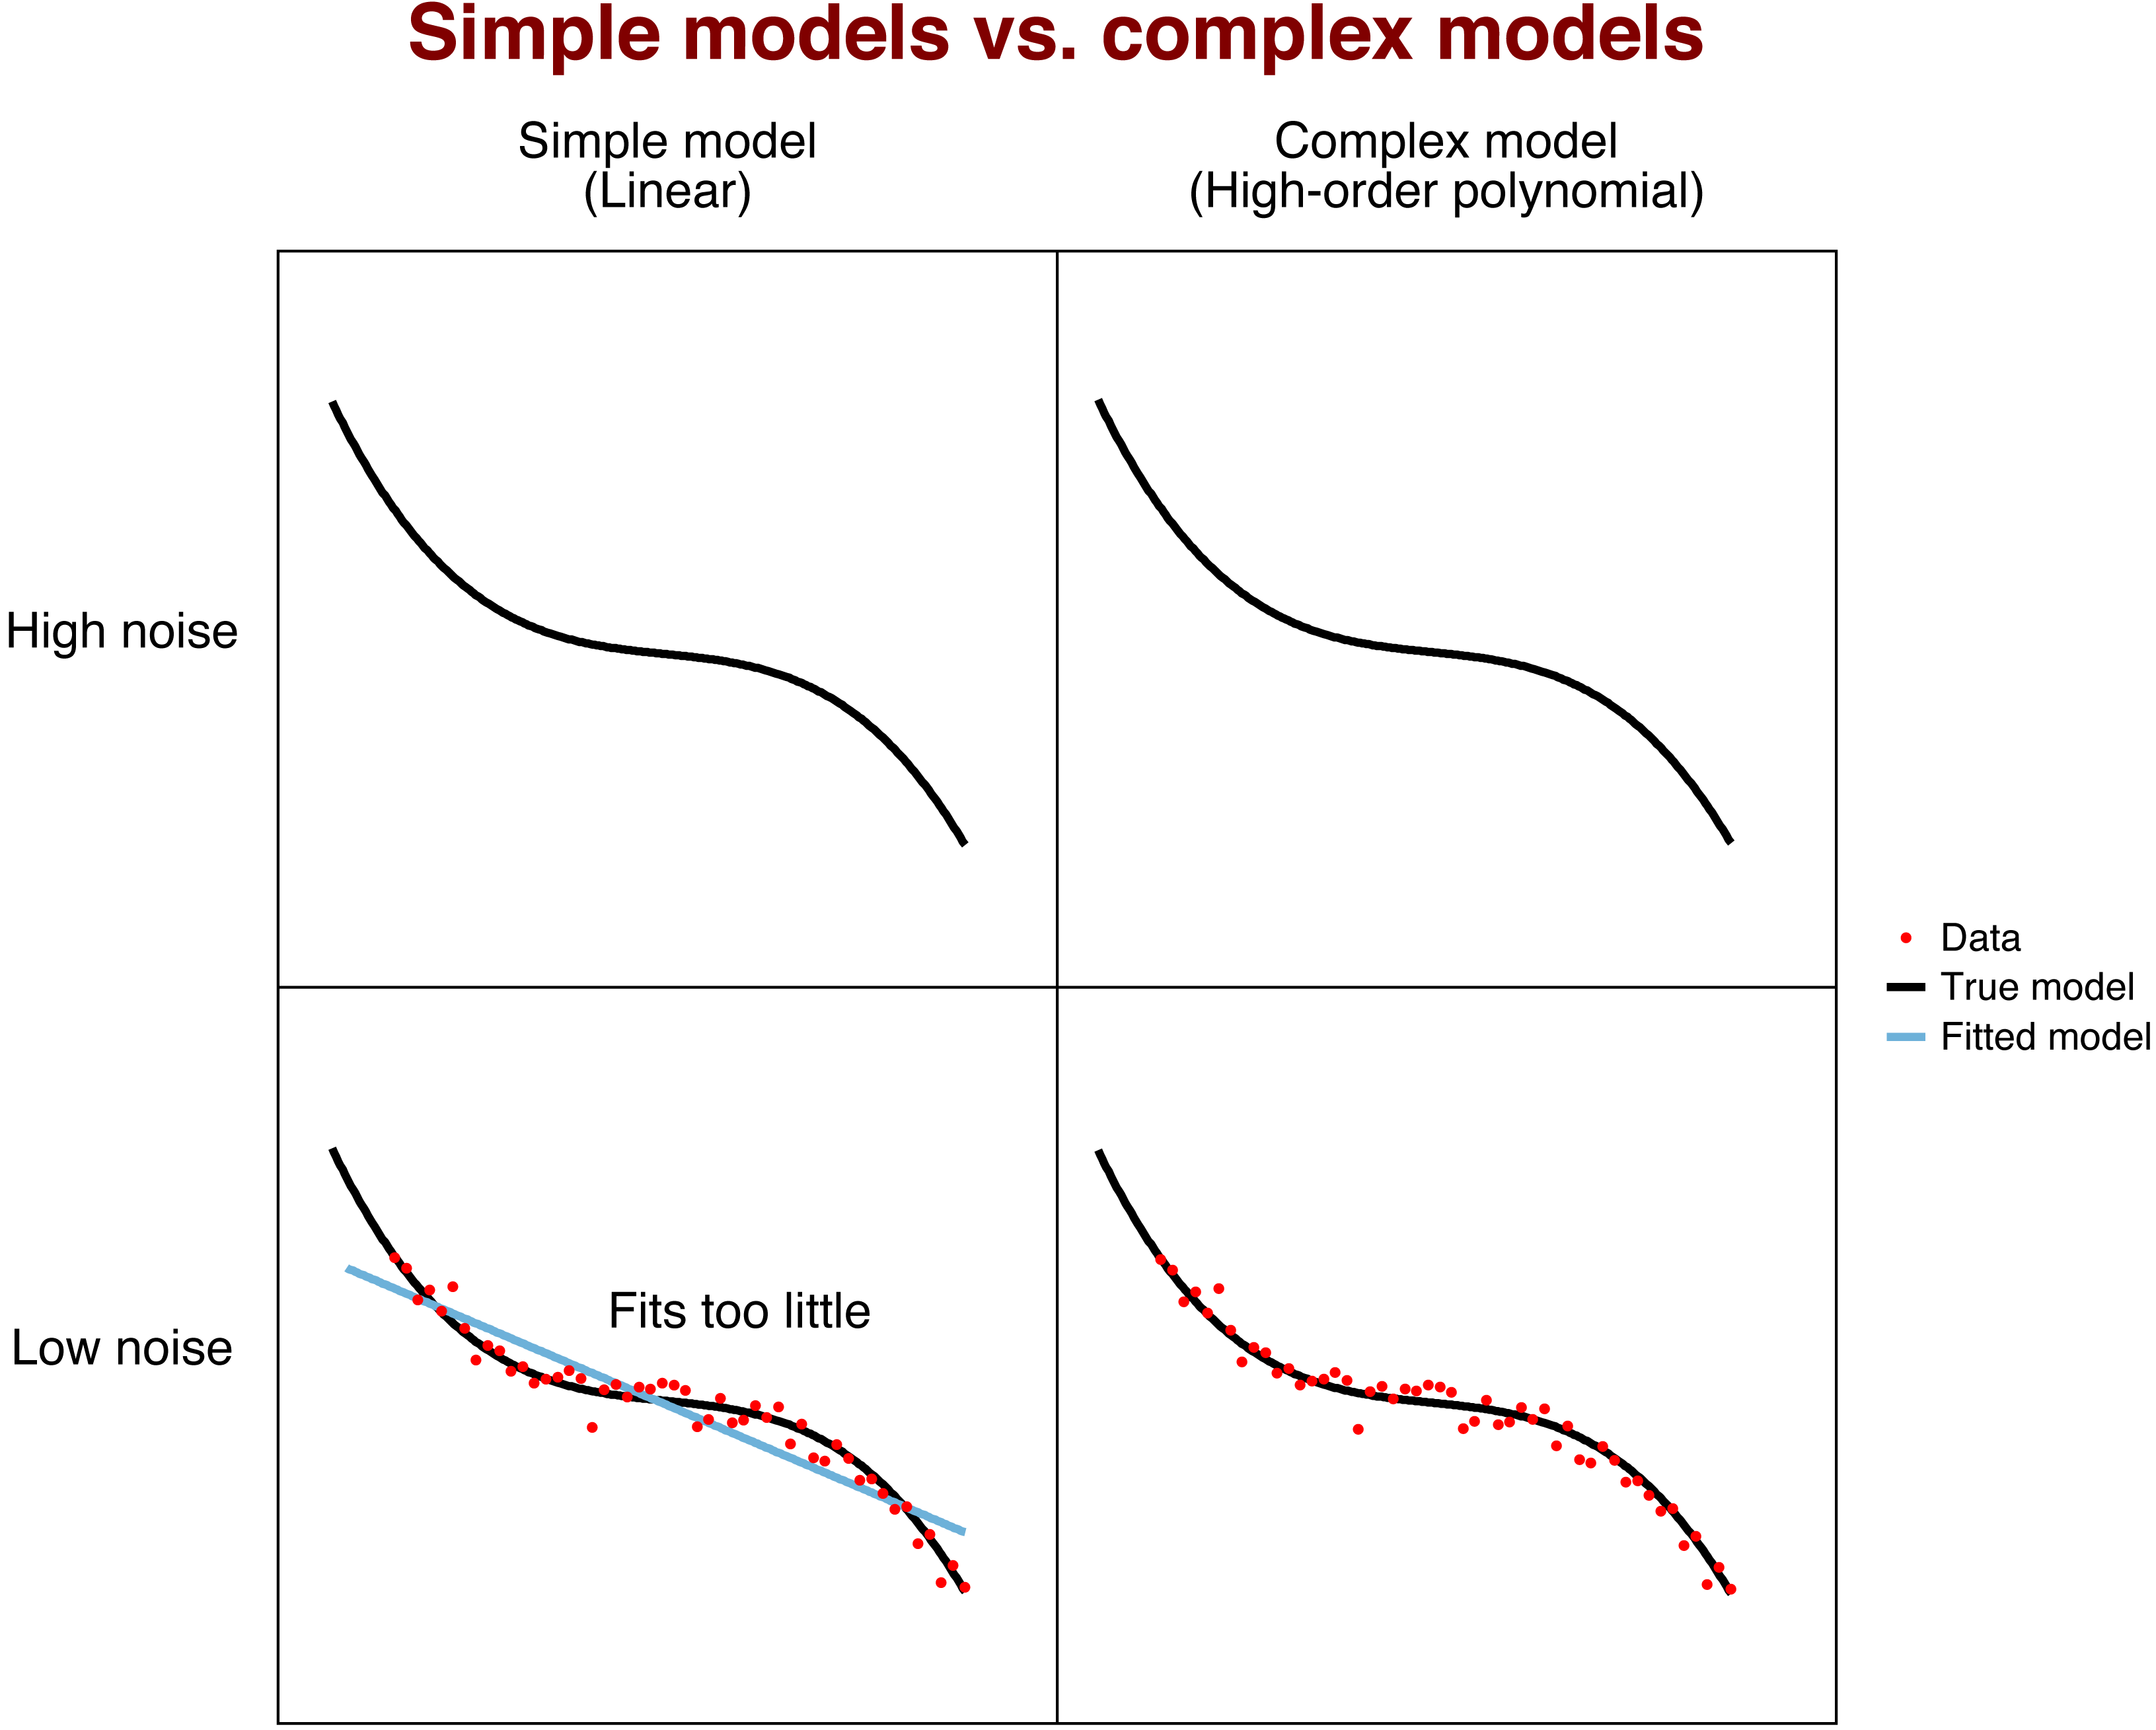 Simple models vs. complex models
Simple model
(Linear)
Complex model
(High-order polynomial)
High noise
Data
True model
Fitted model
Fits too little
Low noise